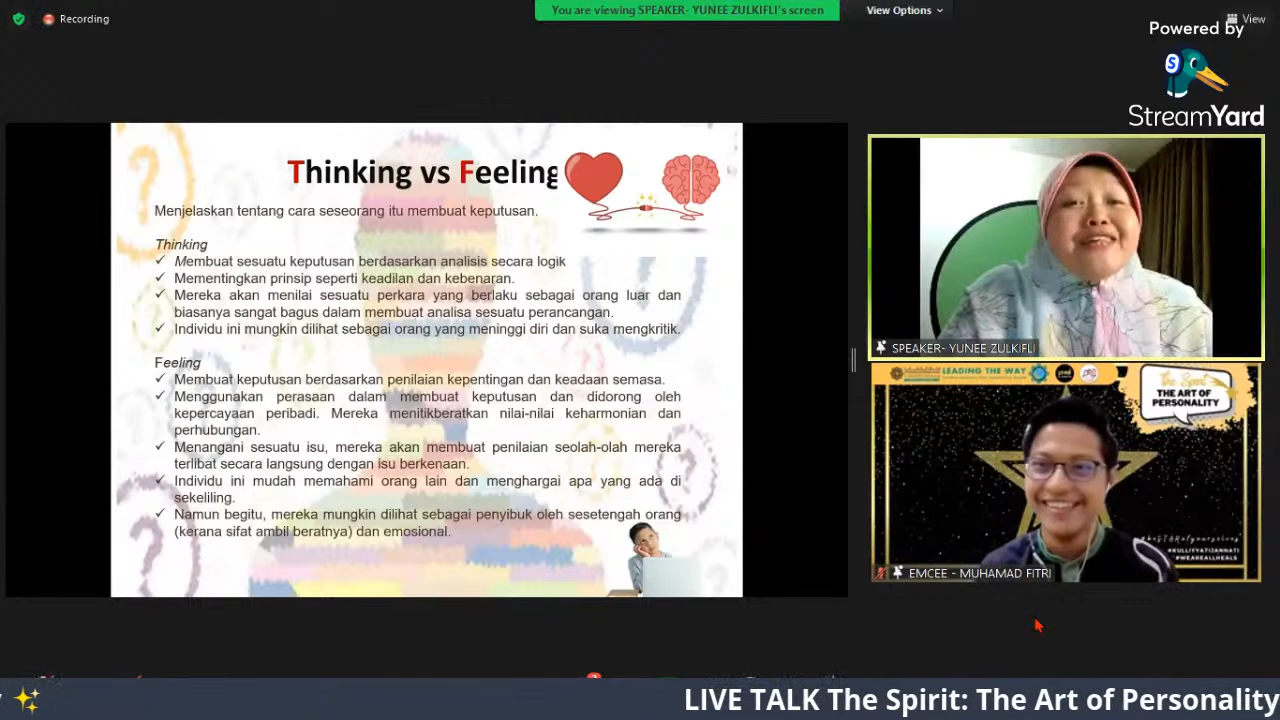 Recording
You are viewing SPEAKER- YUNEE ZULKIFLI's screen
View Options
View
Powered by
StreamYard
Thinking vs Feeling
Menjelaskan tentang cara seseorang itu membuat keputusan.
Thinking
Membuat sesuatu keputusan berdasarkan analisis secara logik
Mementingkan prinsip seperti keadilan dan kebenaran.
Mereka akan menilai sesuatu perkara yang berlaku sebagai orang luar dan
biasanya sangat bagus dalam membuat analisa sesuatu perancangan.
Individu ini mungkin dilihat sebagai orang yang meninggi diri dan suka mengkritik.
Feeling
Membuat keputusan berdasarkan penilaian kepentingan dan keadaan semasa.
Menggunakan perasaan dalam membuat keputusan dan didorong oleh
kepercayaan peribadi. Mereka menitikberatkan nilai-nilai keharmonian dan
perhubungan.
Menangani sesuatu isu, mereka akan membuat penilaian seolah-olah mereka
terlibat secara langsung dengan isu berkenaan.
Individu ini mudah memahami orang lain dan menghargai apa yang ada di
sekeliling.
Namun begitu, mereka mungkin dilihat sebagai penyibuk oleh sesetengah orang
(kerana sifat ambil beratnya) dan emosional.
SPEAKER- YUNEE ZULKIFLI
LEADING THE WAY
The Spirit
THE ART OF
PERSONALITY
#KULLIYATIJANNATI
#WEAREALLHEALS
EMCEE - MUHAMAD FITRI
LIVE TALK The Spirit: The Art of Personality